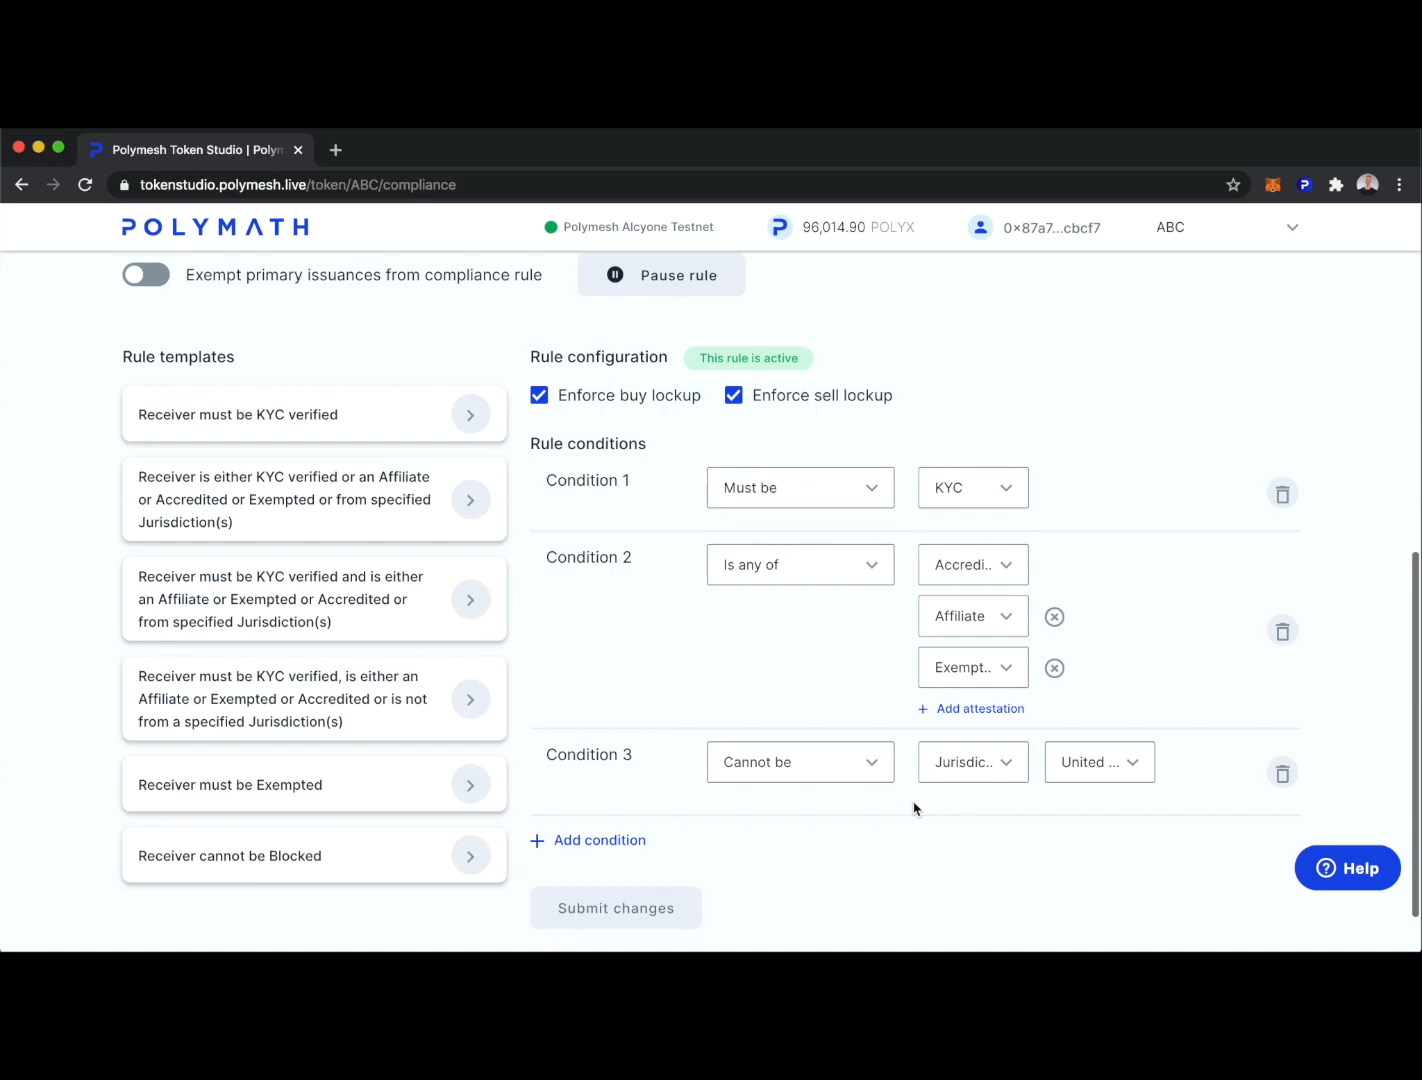 Polymesh Token Studio | Polyn
tokenstudio.polymesh.live/token/ABC/compliance
POLYMATH
Polymesh Alcyone Testnet
96,014.90 POLYX
0×87a7...cbcf7
ABC
Exempt primary issuances from compliance rule
Pause rule
Rule templates
Receiver must be KYC verified
Receiver is either KYC verified or an Affiliate
or Accredited or Exempted or from specified
Jurisdiction(s)
Receiver must be KYC verified and is either
an Affiliate or Exempted or Accredited or
from specified Jurisdiction(s)
Receiver must be KYC verified, is either an
Affiliate or Exempted or Accredited or is not
from a specified Jurisdiction(s)
Receiver must be Exempted
Receiver cannot be Blocked
Rule configuration
This rule is active
Enforce buy lockup
Enforce sell lockup
Rule conditions
Condition 1
Must be
KYC
Condition 2
Is any of
Accredi..
Affiliate
Exempt..
+ Add attestation
Condition 3
Cannot be
Jurisdic..
United ...
+ Add condition
Submit changes
Help